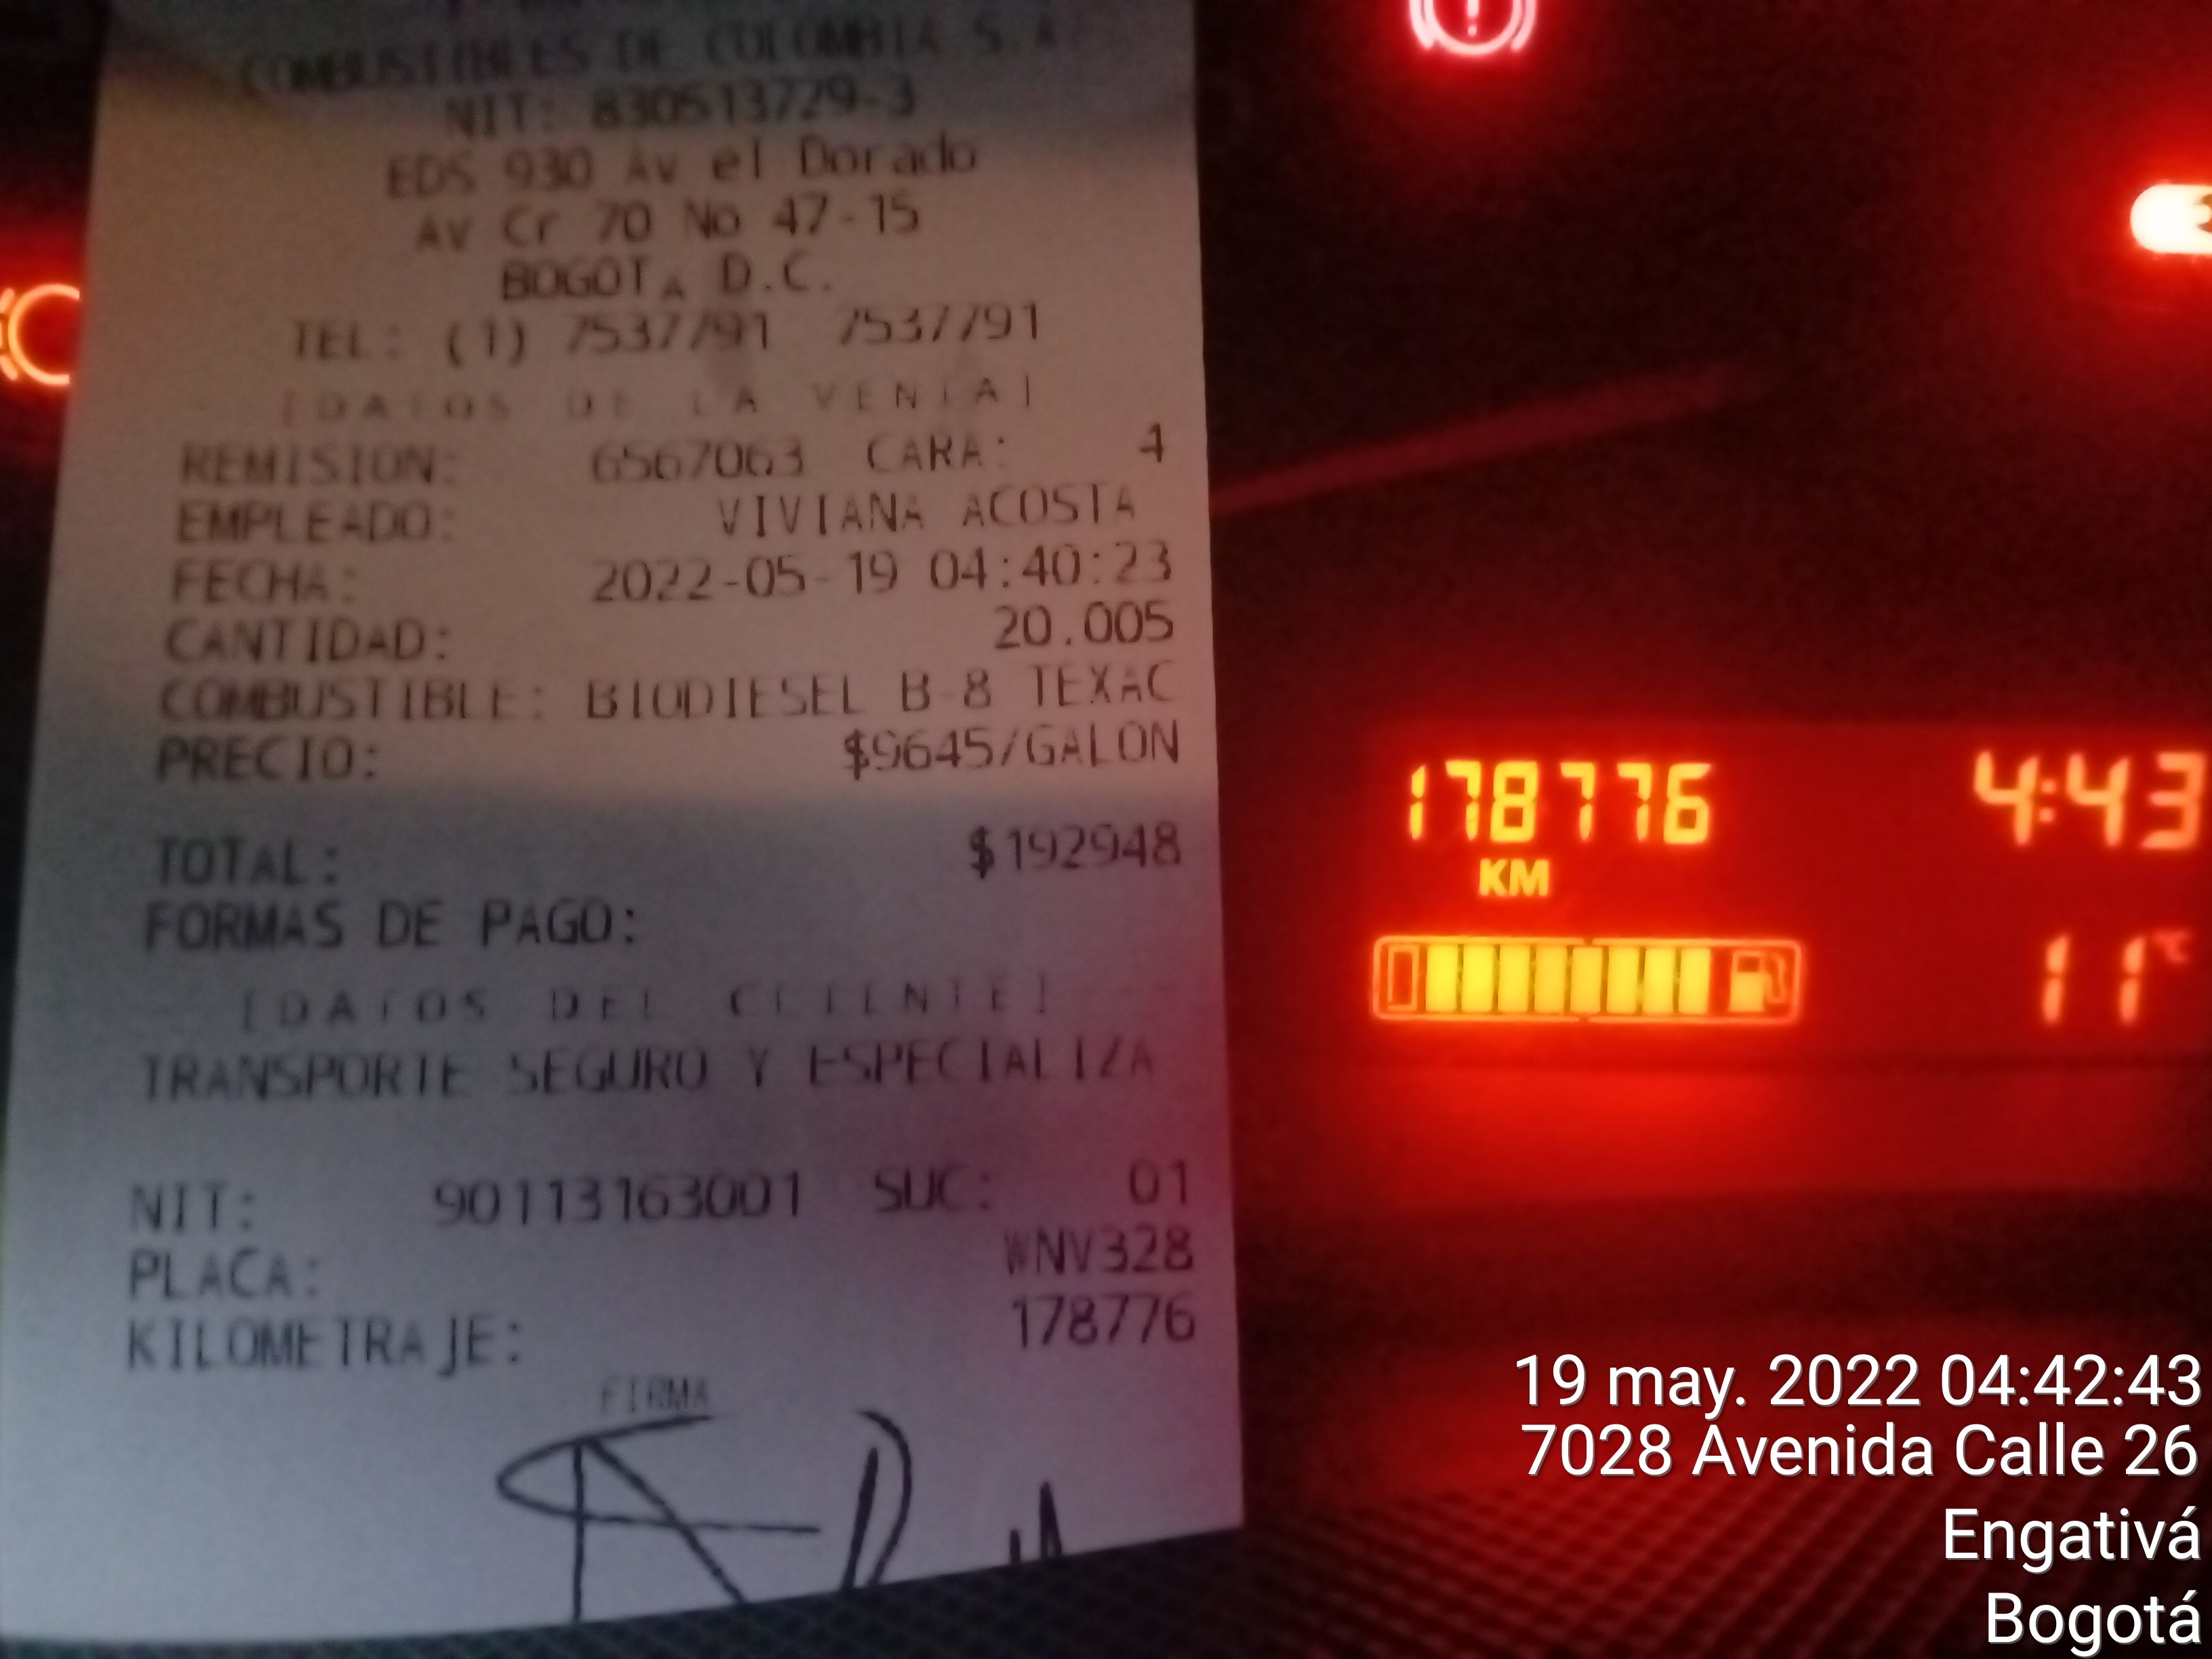 COMBUSTIBLES DE COLOMBIA S.A.
NIT: 830513729-3
EDS 930 Av el Dorado
Av Cr 70 No 47-15
BOGOTA D.C.
TEL: (1) 7537791 7537791
[DATOS DE LA VENTA]
REMISION: 6567063 CARA: 4
EMPLEADO: VIVIANA ACOSTA
FECHA: 2022-05-19 04:40:23
CANTIDAD: 20.005
COMBUSTIBLE: BIODIESEL B-8 TEXAC
PRECIO: $9645/GALON
TOTAL: $192948
FORMAS DE PAGO:
[DATOS DEL CLIENTE]
TRANSPORTE SEGURO Y ESPECIALIZA
NIT: 90113163001 SUC: 01
PLACA: WNV328
KILOMETRAJE: 178776
FIRMA
178776 4:43
KM
11°C
19 may. 2022 04:42:43
7028 Avenida Calle 26
Engativá
Bogotá